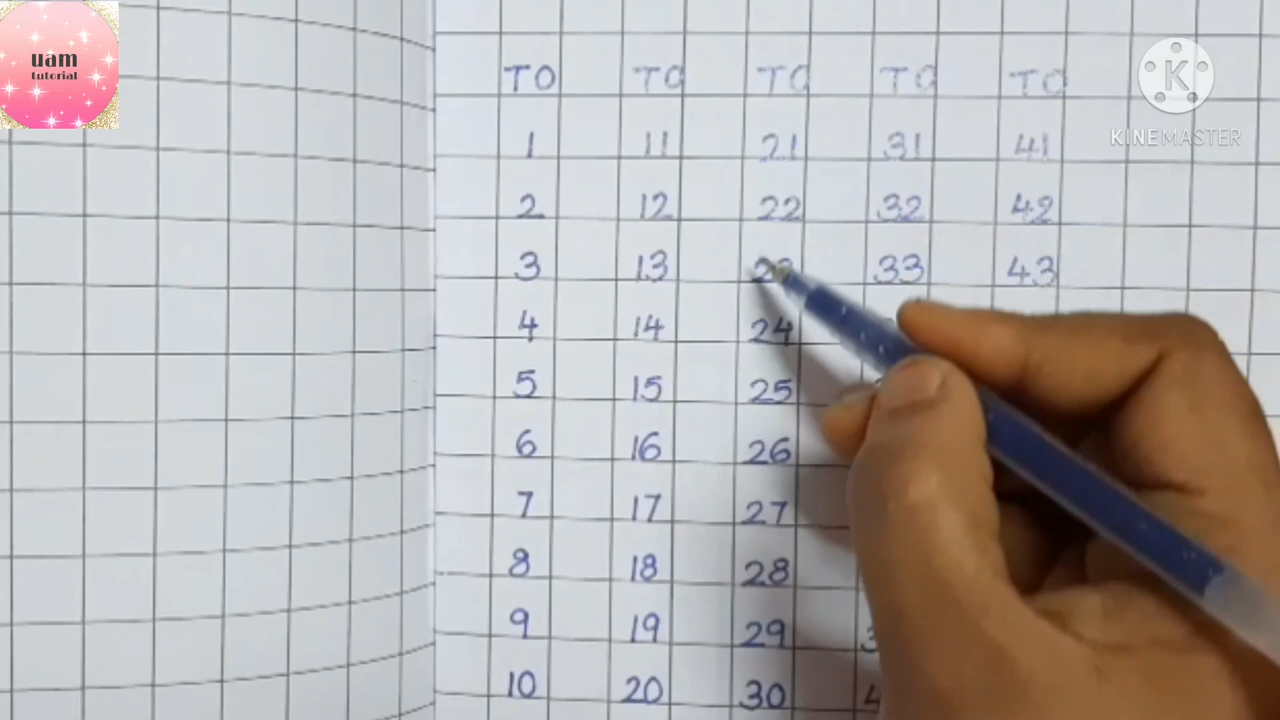 uam
tutorial
K
KINEMASTER
TO TO TO TO TO
1 11 21 31 41
2 12 22 32 42
3 13 23 33 43
4 14 24
5 15 25
6 16 26
7 17 27
8 18 28
9 19 29
10 20 30